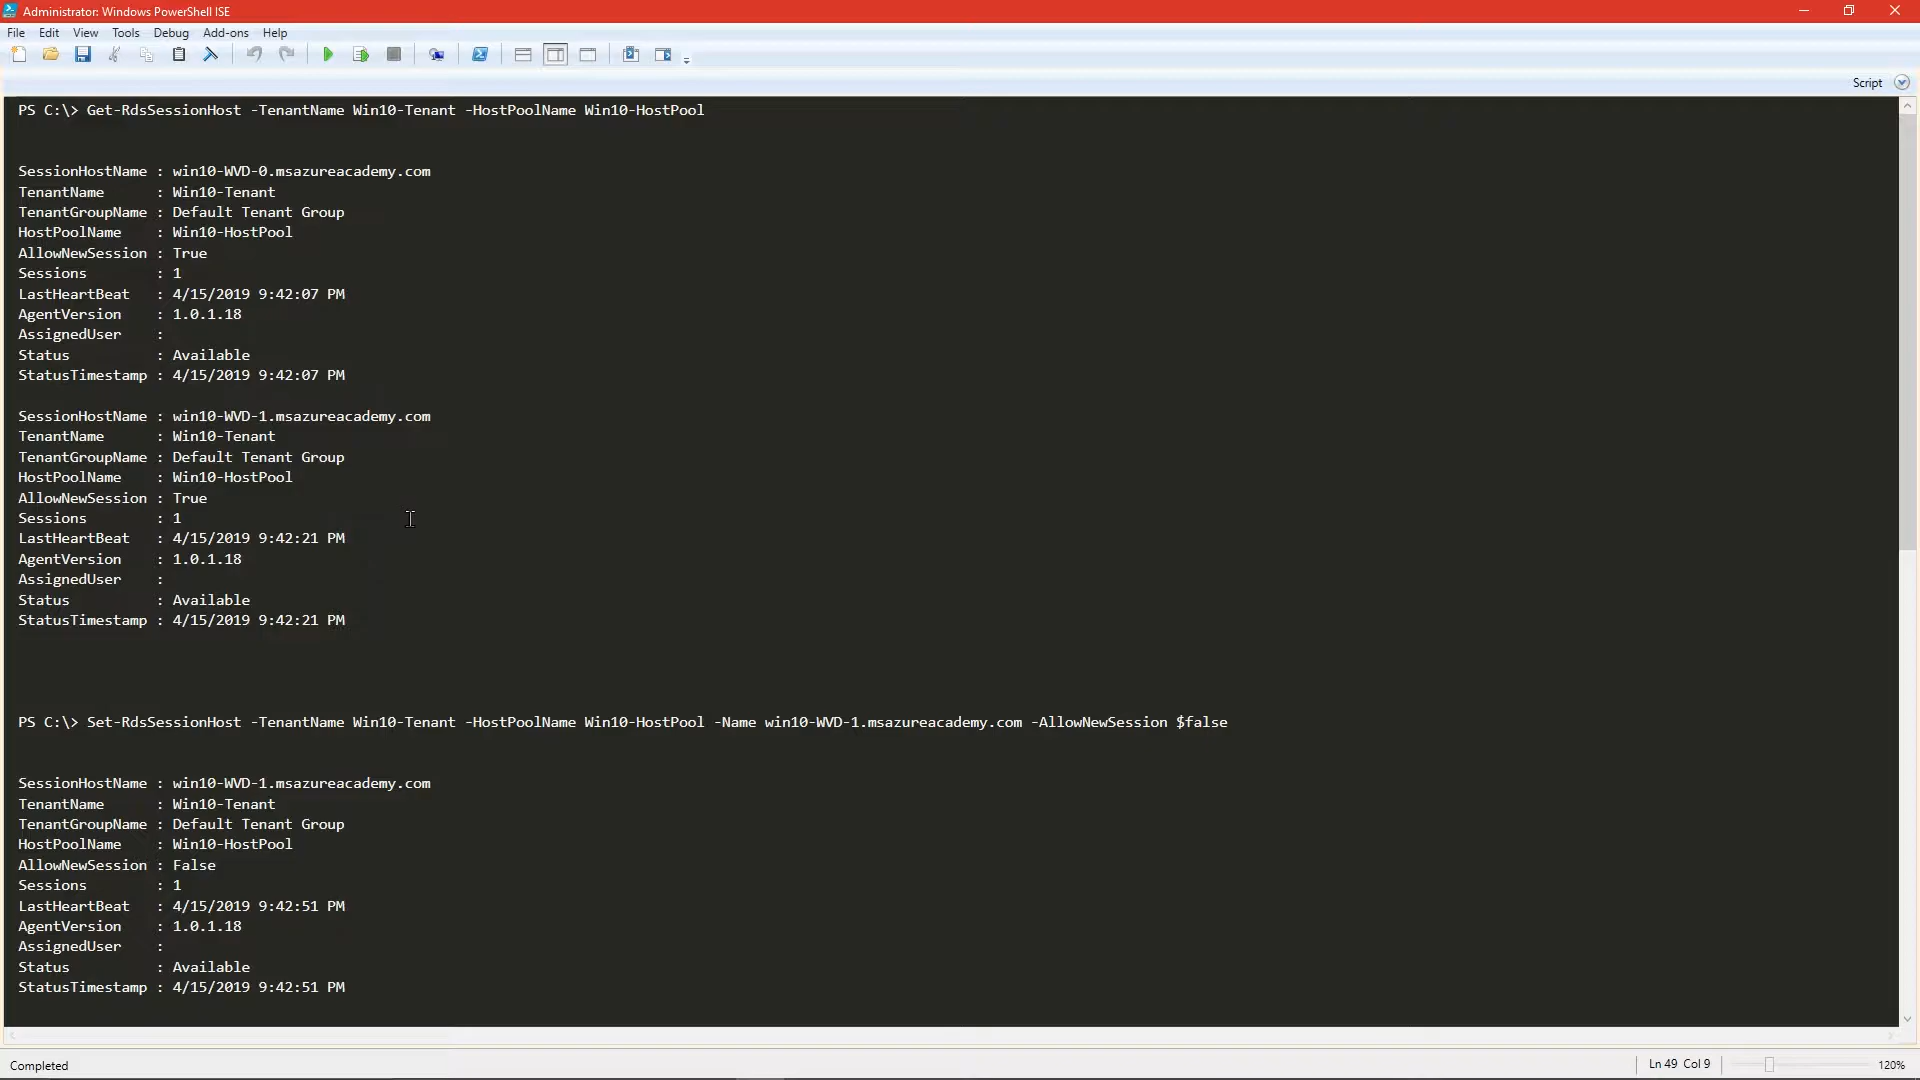 Administrator: Windows PowerShell ISE
File Edit View Tools Debug Add-ons Help
Script
PS C:\> Get-RdsSessionHost -TenantName Win10-Tenant -HostPoolName Win10-HostPool
SessionHostName : win10-WVD-0.msazureacademy.com
TenantName : Win10-Tenant
TenantGroupName : Default Tenant Group
HostPoolName : Win10-HostPool
AllowNewSession : True
Sessions : 1
LastHeartBeat : 4/15/2019 9:42:07 PM
AgentVersion : 1.0.1.18
AssignedUser :
Status : Available
StatusTimestamp : 4/15/2019 9:42:07 PM
SessionHostName : win10-WVD-1.msazureacademy.com
TenantName : Win10-Tenant
TenantGroupName : Default Tenant Group
HostPoolName : Win10-HostPool
AllowNewSession : True
Sessions : 1
LastHeartBeat : 4/15/2019 9:42:21 PM
AgentVersion : 1.0.1.18
AssignedUser :
Status : Available
StatusTimestamp : 4/15/2019 9:42:21 PM
PS C:\> Set-RdsSessionHost -TenantName Win10-Tenant -HostPoolName Win10-HostPool -Name win10-WVD-1.msazureacademy.com -AllowNewSession $false
SessionHostName : win10-WVD-1.msazureacademy.com
TenantName : Win10-Tenant
TenantGroupName : Default Tenant Group
HostPoolName : Win10-HostPool
AllowNewSession : False
Sessions : 1
LastHeartBeat : 4/15/2019 9:42:51 PM
AgentVersion : 1.0.1.18
AssignedUser :
Status : Available
StatusTimestamp : 4/15/2019 9:42:51 PM
Completed
Ln 49 Col 9
120%